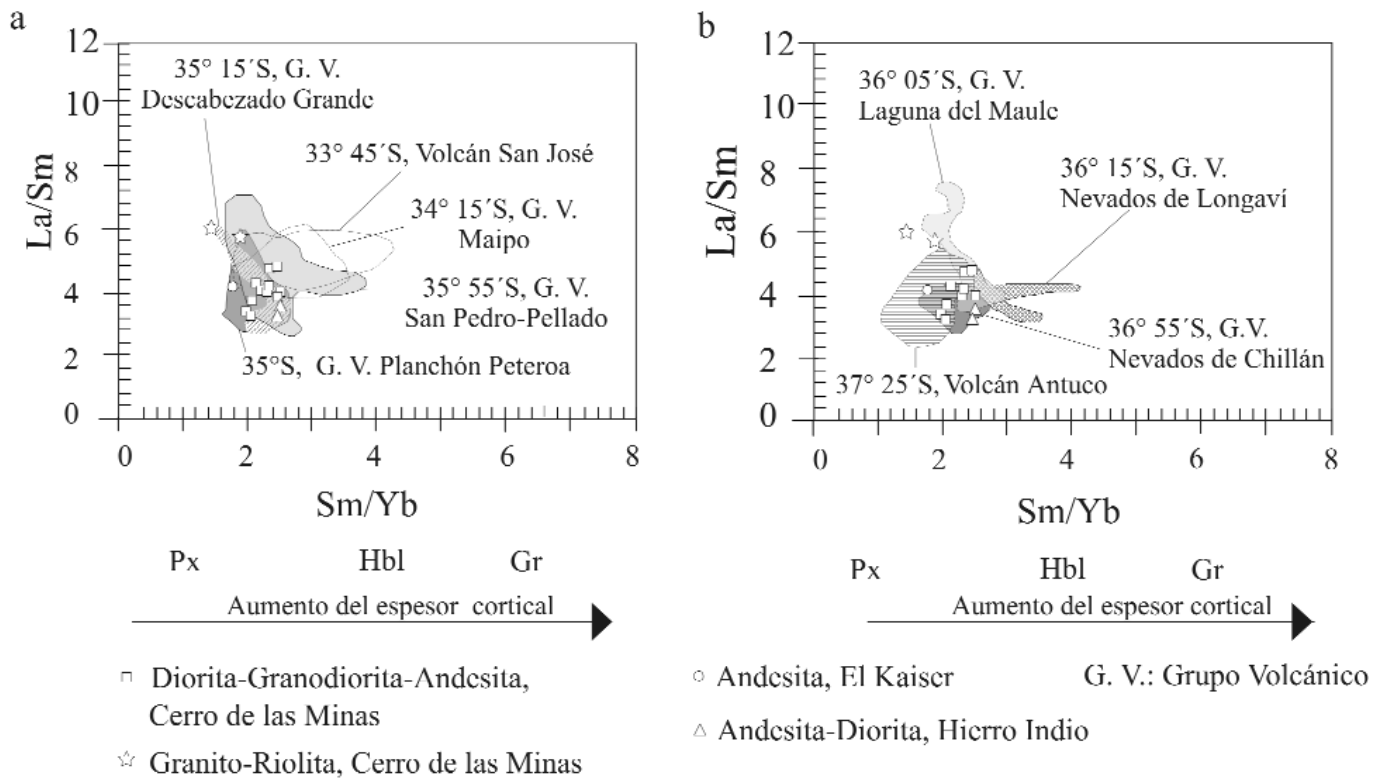 a
12
10
8
6
4
2
0
La/Sm
35° 15´S, G. V.
Descabezado Grande
33° 45´S, Volcán San José
34° 15´S, G. V.
Maipo
35° 55´S, G. V.
San Pedro-Pellado
35°S, G. V. Planchón Peteroa
0 2 4 6 8
Sm/Yb
Px Hbl Gr
Aumento del espesor cortical
b
12
10
8
6
4
2
0
La/Sm
36° 05´S, G. V.
Laguna del Maule
36° 15´S, G. V.
Nevados de Longaví
36° 55´S, G.V.
Nevados de Chillán
37° 25´S, Volcán Antuco
0 2 4 6 8
Sm/Yb
Px Hbl Gr
Aumento del espesor cortical
Diorita-Granodiorita-Andesita,
Cerro de las Minas
Granito-Riolita, Cerro de las Minas
Andesita, El Kaiser
Andesita-Diorita, Hierro Indio
G. V.: Grupo Volcánico